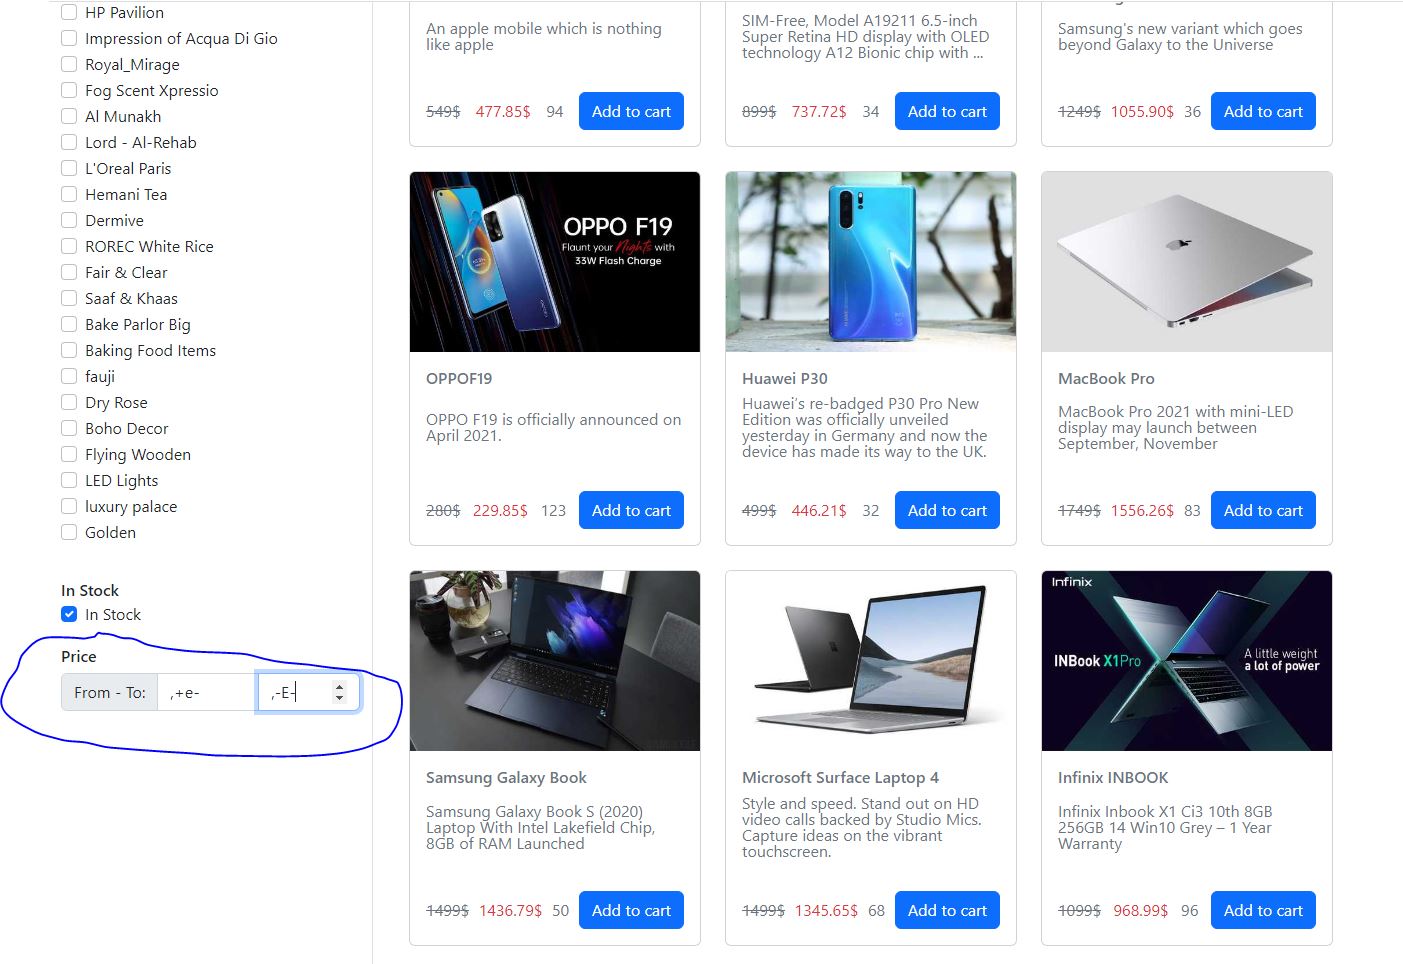 HP Pavilion
Impression of Acqua Di Gio
Royal_Mirage
Fog Scent Xpressio
Al Munakh
Lord - Al-Rehab
L'Oreal Paris
Hemani Tea
Dermive
ROREC White Rice
Fair & Clear
Saaf & Khaas
Bake Parlor Big
Baking Food Items
fauji
Dry Rose
Boho Decor
Flying Wooden
LED Lights
luxury palace
Golden
In Stock
In Stock
Price
From - To: ,+e- ,-E-
An apple mobile which is nothing
like apple
549$ 477.85$ 94 Add to cart
SIM-Free, Model A19211 6.5-inch
Super Retina HD display with OLED
technology A12 Bionic chip with ...
899$ 737.72$ 34 Add to cart
Samsung's new variant which goes
beyond Galaxy to the Universe
1249$ 1055.90$ 36 Add to cart
OPPO F19
Flaunt your Nights with
33W Flash Charge
OPPOF19
OPPO F19 is officially announced on
April 2021.
280$ 229.85$ 123 Add to cart
Huawei P30
Huawei's re-badged P30 Pro New
Edition was officially unveiled
yesterday in Germany and now the
device has made its way to the UK.
499$ 446.21$ 32 Add to cart
MacBook Pro
MacBook Pro 2021 with mini-LED
display may launch between
September, November
1749$ 1556.26$ 83 Add to cart
Samsung Galaxy Book
Samsung Galaxy Book S (2020)
Laptop With Intel Lakefield Chip,
8GB of RAM Launched
1499$ 1436.79$ 50 Add to cart
Microsoft Surface Laptop 4
Style and speed. Stand out on HD
video calls backed by Studio Mics.
Capture ideas on the vibrant
touchscreen.
1499$ 1345.65$ 68 Add to cart
Infinix
INBook X1Pro
A little weight
a lot of power
Infinix INBOOK
Infinix Inbook X1 Ci3 10th 8GB
256GB 14 Win10 Grey – 1 Year
Warranty
1099$ 968.99$ 96 Add to cart